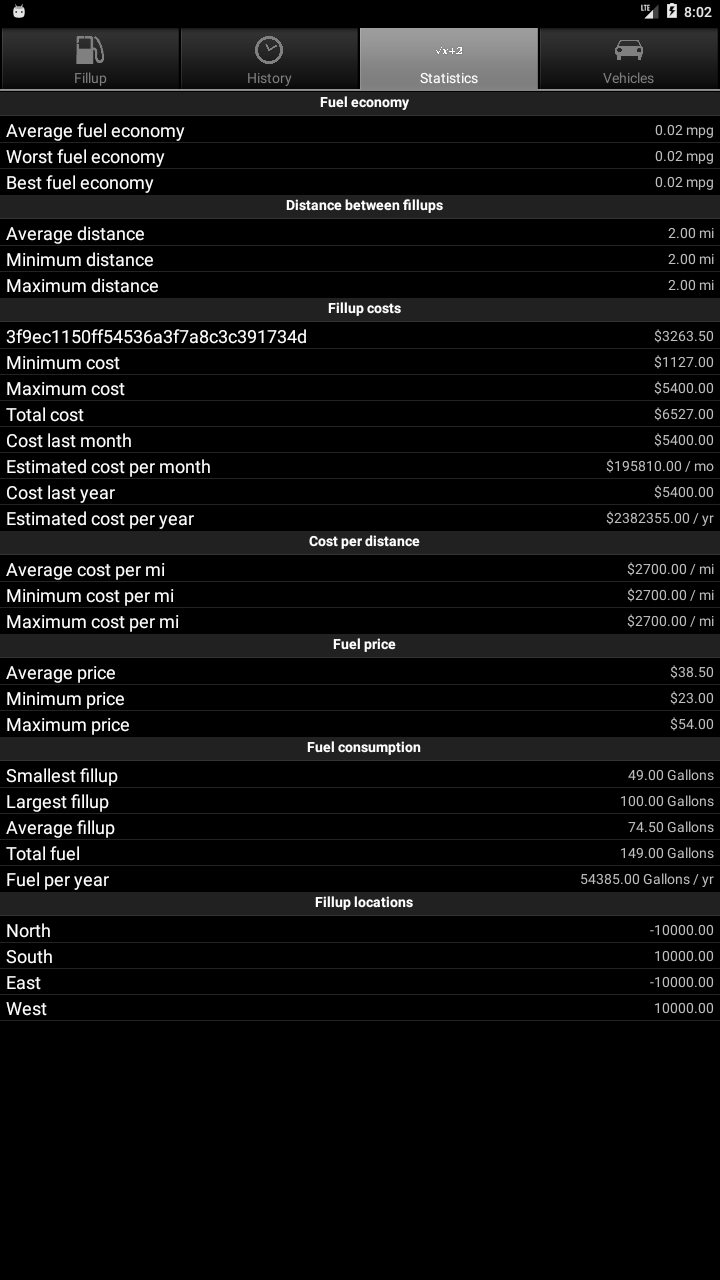 LTE 8:02
Fillup History √x+2 Statistics Vehicles
Fuel economy
Average fuel economy 0.02 mpg
Worst fuel economy 0.02 mpg
Best fuel economy 0.02 mpg
Distance between fillups
Average distance 2.00 mi
Minimum distance 2.00 mi
Maximum distance 2.00 mi
Fillup costs
3f9ec1150ff54536a3f7a8c3c391734d $3263.50
Minimum cost $1127.00
Maximum cost $5400.00
Total cost $6527.00
Cost last month $5400.00
Estimated cost per month $195810.00 / mo
Cost last year $5400.00
Estimated cost per year $2382355.00 / yr
Cost per distance
Average cost per mi $2700.00 / mi
Minimum cost per mi $2700.00 / mi
Maximum cost per mi $2700.00 / mi
Fuel price
Average price $38.50
Minimum price $23.00
Maximum price $54.00
Fuel consumption
Smallest fillup 49.00 Gallons
Largest fillup 100.00 Gallons
Average fillup 74.50 Gallons
Total fuel 149.00 Gallons
Fuel per year 54385.00 Gallons / yr
Fillup locations
North -10000.00
South 10000.00
East -10000.00
West 10000.00